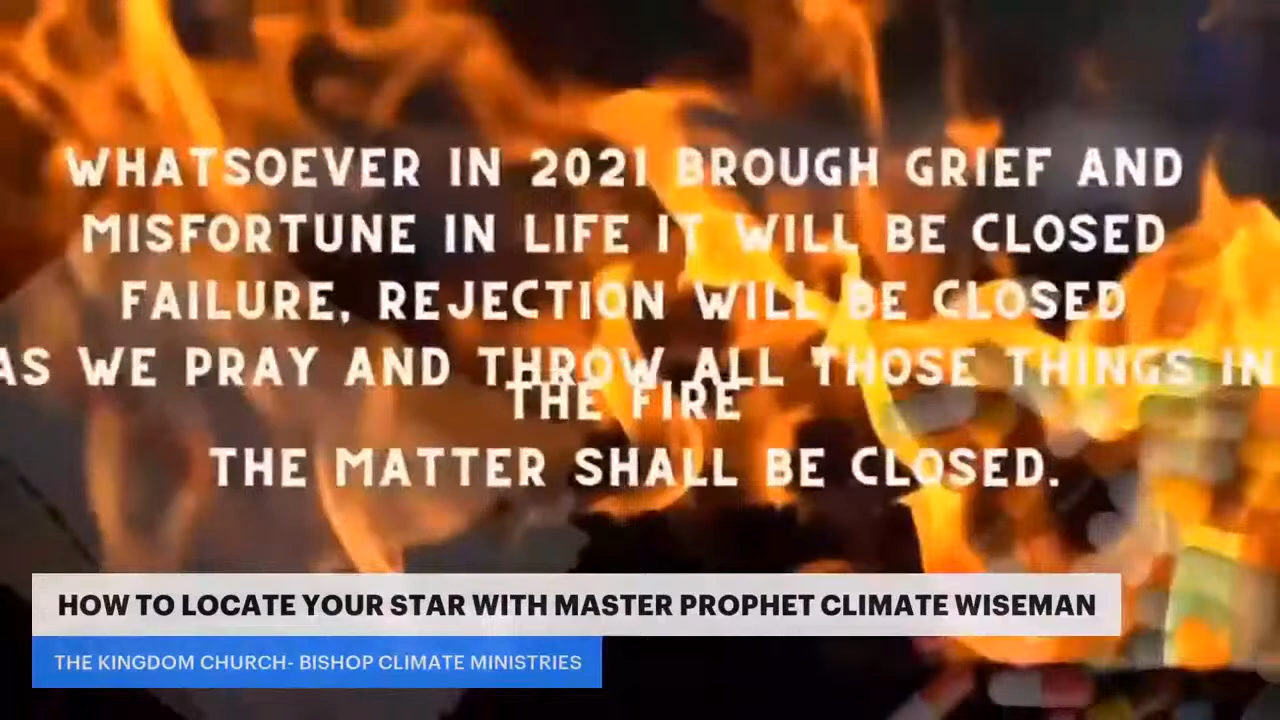 WHATSOEVER IN 2021 BROUGH GRIEF AND
MISFORTUNE IN LIFE IT WILL BE CLOSED
FAILURE, REJECTION WILL BE CLOSED
AS WE PRAY AND THROW ALL THOSE THINGS IN
THE FIRE
THE MATTER SHALL BE CLOSED.
HOW TO LOCATE YOUR STAR WITH MASTER PROPHET CLIMATE WISEMAN
THE KINGDOM CHURCH- BISHOP CLIMATE MINISTRIES